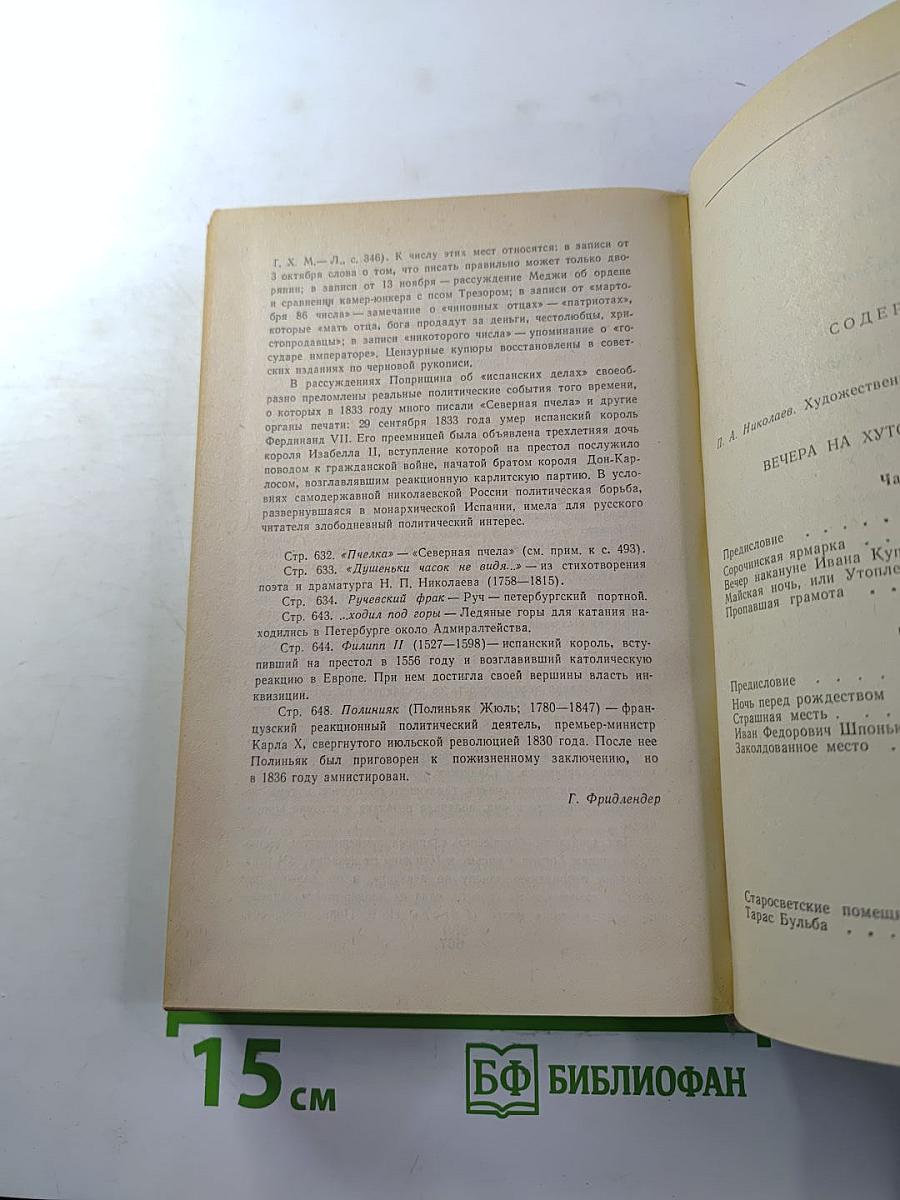 Г, Х. М.— Л., с. 346). К числу этих мест относятся: в записи от
3 октября слова о том, что писать правильно может только дво-
рянин; в записи от 13 ноября — рассуждение Меджи об ордене
и сравнении камер-юнкера с псом Трезором; в записи от «марто-
бря 86 числа» — замечание о «чиновных отцах» — «патриотах»,
которые «мать отца, бога продадут за деньги, честолюбцы, хри-
стопродавцы»; в записи «никоторого числа» — упоминание о «го-
сударе императоре». Цензурные купюры восстановлены в совет-
ских изданиях по черновой рукописи.
В рассуждениях Поприщина об «испанских делах» своеоб-
разно преломлены реальные политические события того времени,
о которых в 1833 году много писали «Северная пчела» и другие
органы печати: 29 сентября 1833 года умер испанский король
Фердинанд VII. Его преемницей была объявлена трехлетняя дочь
короля Изабелла II, вступление которой на престол послужило
поводом к гражданской войне, начатой братом короля Дон-Кар-
лосом, возглавлявшим реакционную карлитскую партию. В усло-
виях самодержавной николаевской России политическая борьба,
развернувшаяся в монархической Испании, имела для русского
читателя злободневный политический интерес.
Стр. 632. «Пчелка» — «Северная пчела» (см. прим. к с. 493).
Стр. 633. «Душеньки часок не видя...» — из стихотворения
поэта и драматурга Н. П. Николаева (1758—1815).
Стр. 634. Ручевский фрак — Руч — петербургский портной.
Стр. 643. ...ходил под горы — Ледяные горы для катания на-
ходились в Петербурге около Адмиралтейства.
Стр. 644. Филипп II (1527—1598)— испанский король, всту-
пивший на престол в 1556 году и возглавивший католическую
реакцию в Европе. При нем достигла своей вершины власть ин-
квизиции.
Стр. 648. Полинияк (Полиньяк Жюль; 1780—1847) — фран-
цузский реакционный политический деятель, премьер-министр
Карла X, свергнутого июльской революцией 1830 года. После нее
Полиньяк был приговорен к пожизненному заключению, но
в 1836 году амнистирован.
Г. Фридлендер
СОДЕР
П. А. Николаев. Художествен
ВЕЧЕРА НА ХУТО
Ча
Предисловие . . . . .
Сорочинская ярмарка . .
Вечер накануне Ивана Куп
Майская ночь, или Утопле
Пропавшая грамота . .
Предисловие . . . .
Ночь перед рождеством
Страшная месть . . .
Иван Федорович Шпоньк
Заколдованное место .
Старосветские помещи
Тарас Бульба . . .
15 см
БФ БИБЛИОФАН